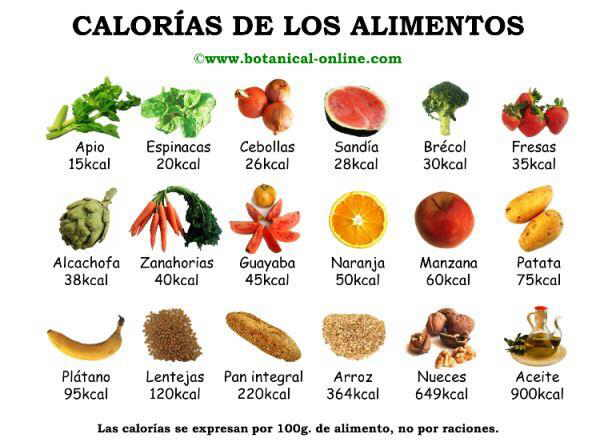 CALORÍAS DE LOS ALIMENTOS
©www.botanical-online.com
Apio Espinacas Cebollas Sandía Brécol Fresas
15kcal 20kcal 26kcal 28kcal 30kcal 35kcal
Alcachofa Zanahorias Guayaba Naranja Manzana Patata
38kcal 40kcal 45kcal 50kcal 60kcal 75kcal
Plátano Lentejas Pan integral Arroz Nueces Aceite
95kcal 120kcal 220kcal 364kcal 649kcal 900kcal
Las calorías se expresan por 100g. de alimento, no por raciones.